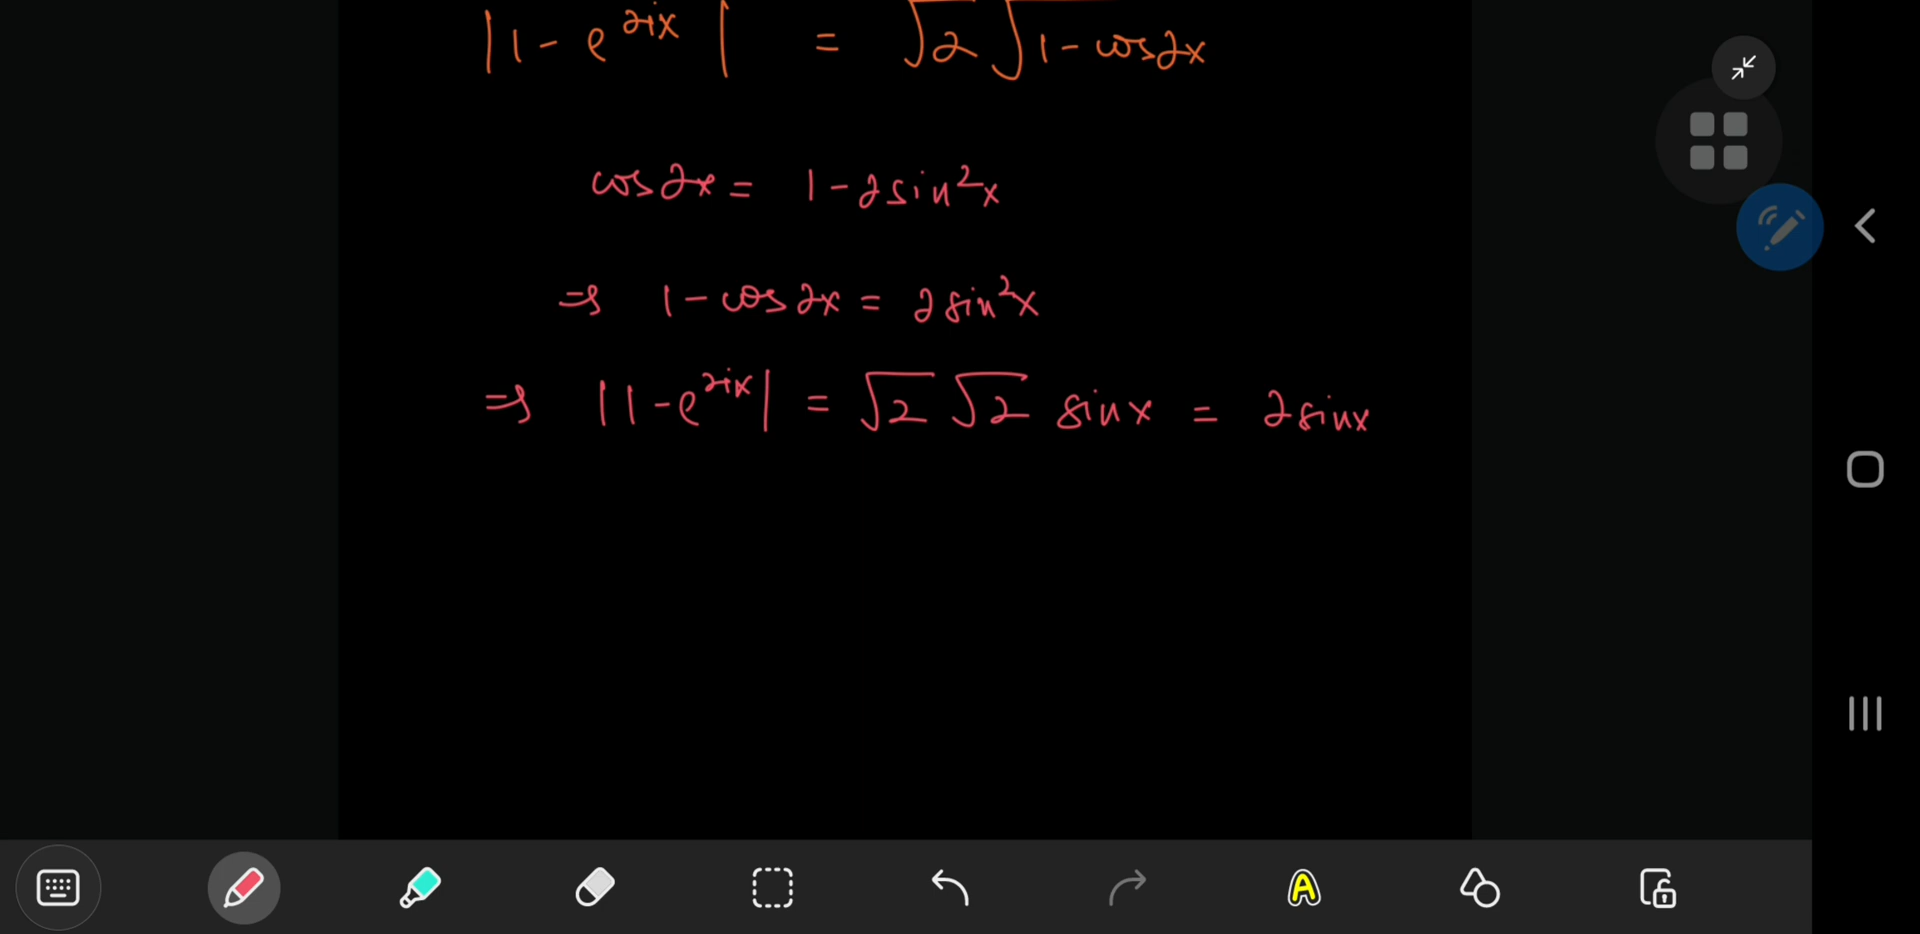 |1 - e^{2ix}| = √2 √(1 - cos2x)
cos2x = 1 - 2sin²x
⇒ 1 - cos2x = 2sin²x
⇒ |1 - e^{2ix}| = √2 √2 sinx = 2sinx
A